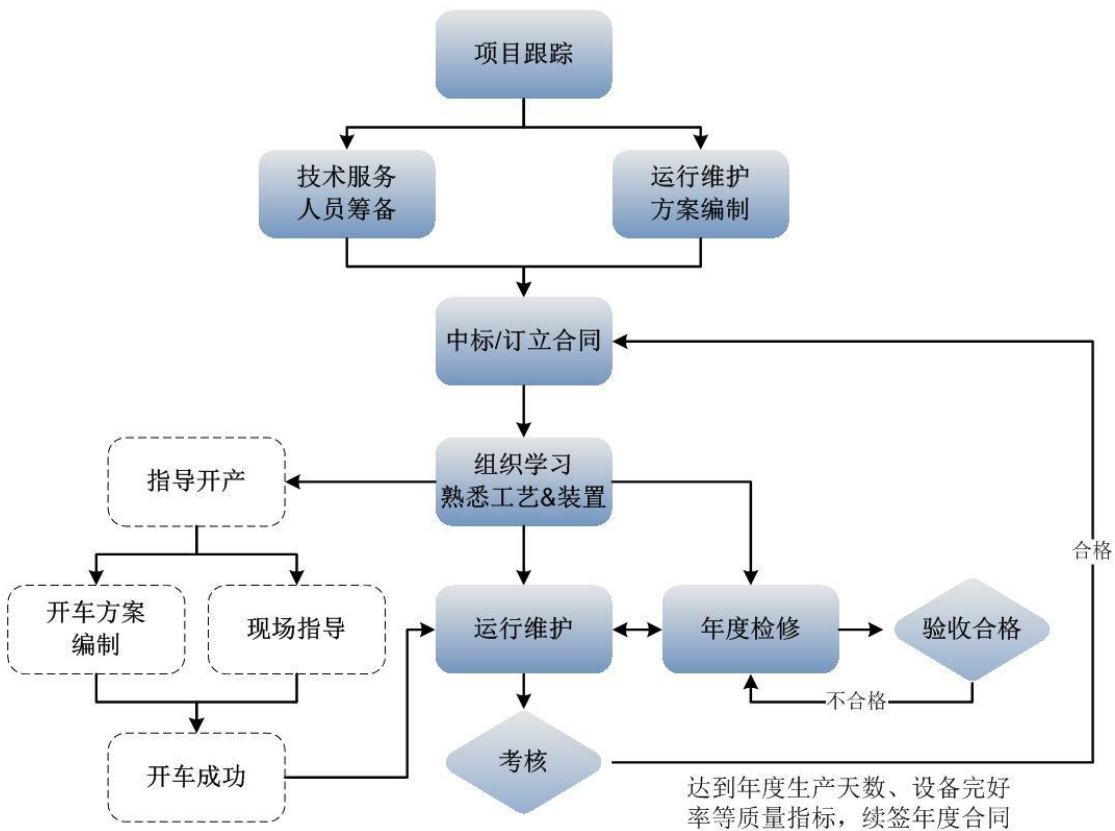 项目跟踪
技术服务
人员筹备
运行维护
方案编制
中标/订立合同
组织学习
熟悉工艺&装置
指导开产
合格
开车方案
编制
现场指导
运行维护
年度检修
验收合格
不合格
开车成功
考核
达到年度生产天数、设备完好
率等质量指标，续签年度合同